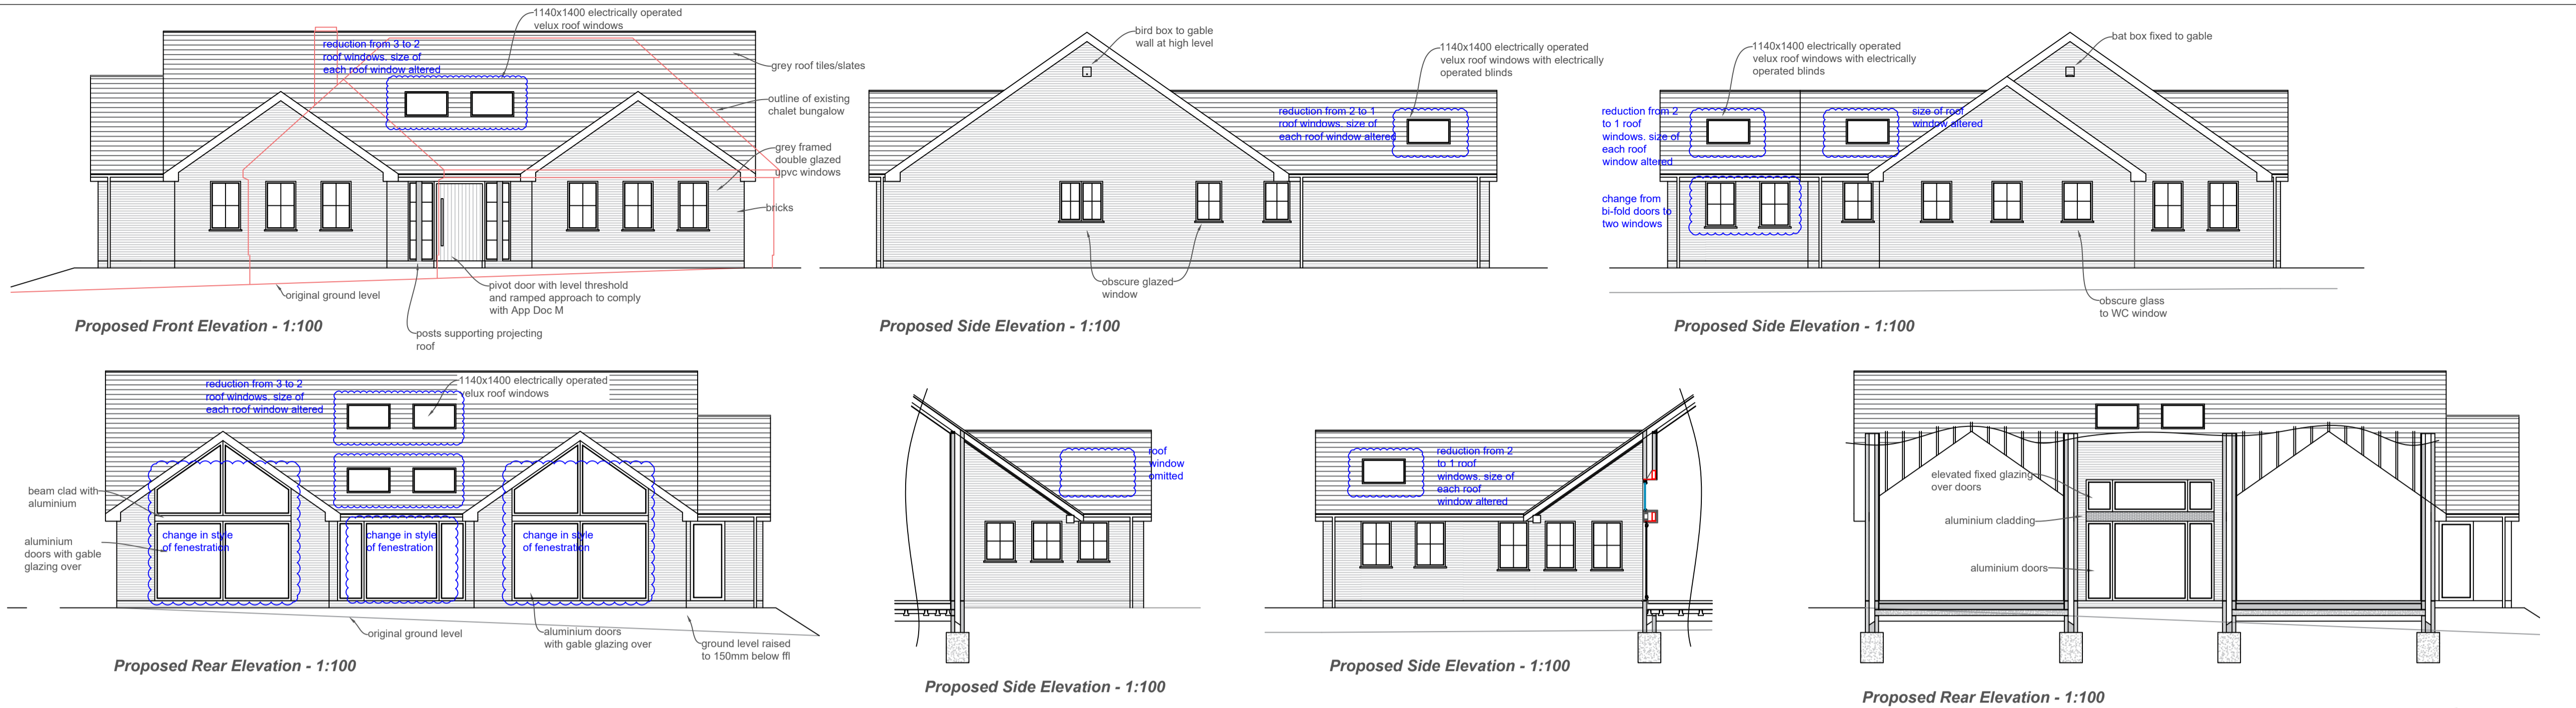 1140x1400 electrically operated
velux roof windows
reduction from 3 to 2
roof windows. size of
each roof window altered
grey roof tiles/slates
outline of existing
chalet bungalow
grey framed
double glazed
upvc windows
bricks
original ground level
pivot door with level threshold
and ramped approach to comply
with App Doc M
posts supporting projecting
roof
Proposed Front Elevation - 1:100
bird box to gable
wall at high level
1140x1400 electrically operated
velux roof windows with electrically
operated blinds
reduction from 2 to 1
roof windows. size of
each roof window altered
obscure glazed
window
Proposed Side Elevation - 1:100
1140x1400 electrically operated
velux roof windows with electrically
operated blinds
bat box fixed to gable
reduction from 2
to 1 roof
windows. size of
each roof
window altered
size of roof
window altered
change from
bi-fold doors to
two windows
obscure glass
to WC window
Proposed Side Elevation - 1:100
reduction from 3 to 2
roof windows. size of
each roof window altered
1140x1400 electrically operated
velux roof windows
beam clad with
aluminium
aluminium
doors with gable
glazing over
change in style
of fenestration
change in style
of fenestration
change in style
of fenestration
original ground level
aluminium doors
with gable glazing over
ground level raised
to 150mm below ffl
Proposed Rear Elevation - 1:100
roof
window
omitted
Proposed Side Elevation - 1:100
reduction from 2
to 1 roof
windows. size of
each roof
window altered
Proposed Side Elevation - 1:100
elevated fixed glazing
over doors
aluminium cladding
aluminium doors
Proposed Rear Elevation - 1:100